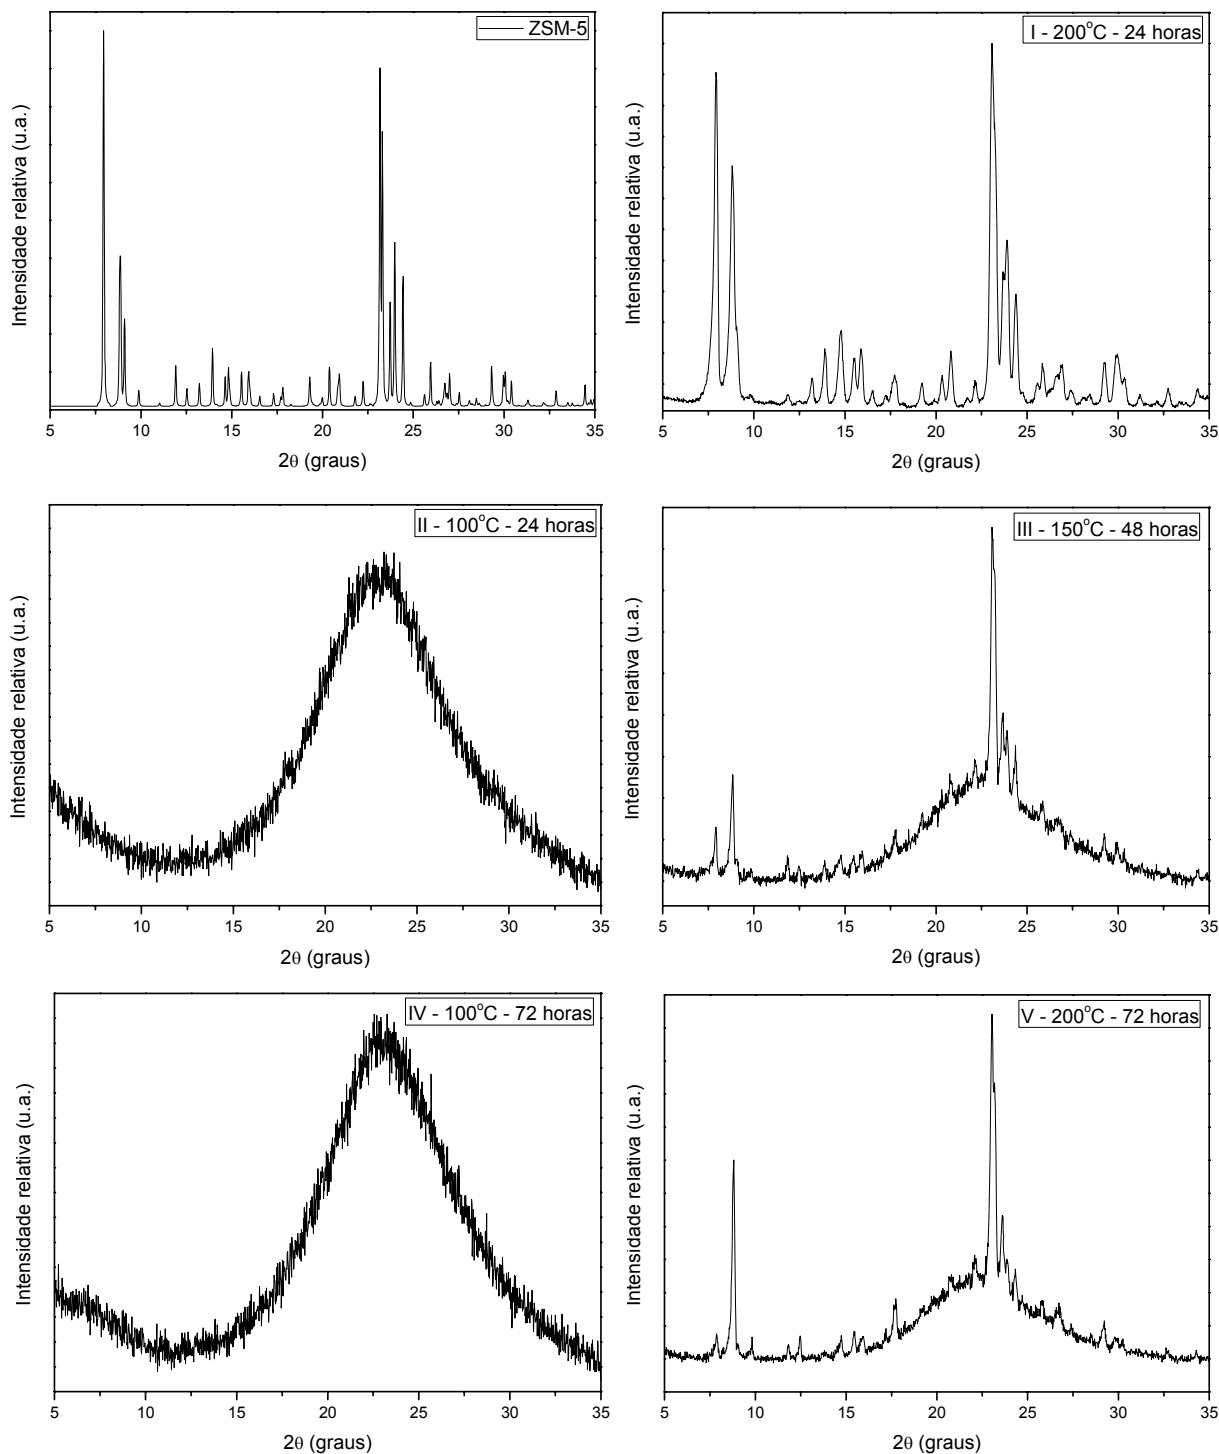 ZSM-5
Intensidade relativa (u.a.)
5 10 15 20 25 30 35
2θ (graus)
I - 200°C - 24 horas
Intensidade relativa (u.a.)
5 10 15 20 25 30 35
2θ (graus)
II - 100°C - 24 horas
Intensidade relativa (u.a.)
5 10 15 20 25 30 35
2θ (graus)
III - 150°C - 48 horas
Intensidade relativa (u.a.)
5 10 15 20 25 30 35
2θ (graus)
IV - 100°C - 72 horas
Intensidade relativa (u.a.)
5 10 15 20 25 30 35
2θ (graus)
V - 200°C - 72 horas
Intensidade relativa (u.a.)
5 10 15 20 25 30 35
2θ (graus)